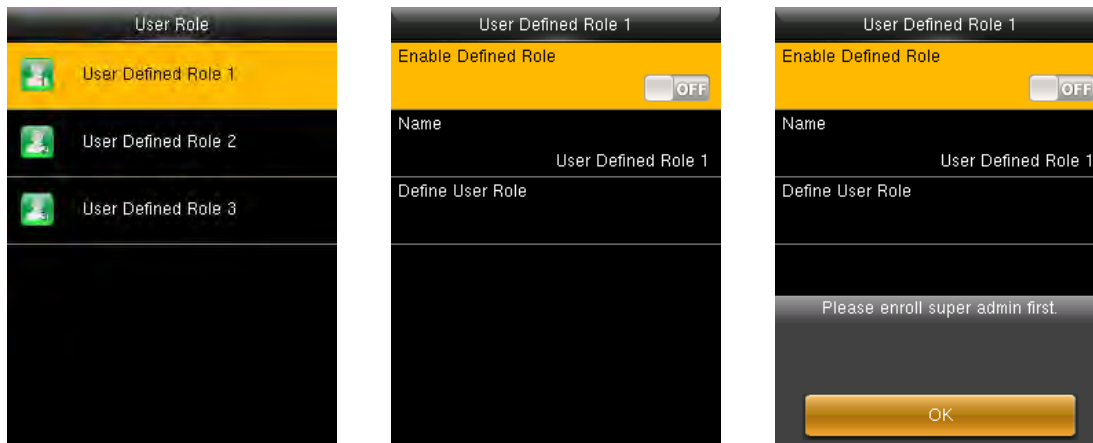 User Role
User Defined Role 1
User Defined Role 2
User Defined Role 3
User Defined Role 1
Enable Defined Role
OFF
Name
User Defined Role 1
Define User Role
User Defined Role 1
Enable Defined Role
OFF
Name
User Defined Role 1
Define User Role
Please enroll super admin first.
OK